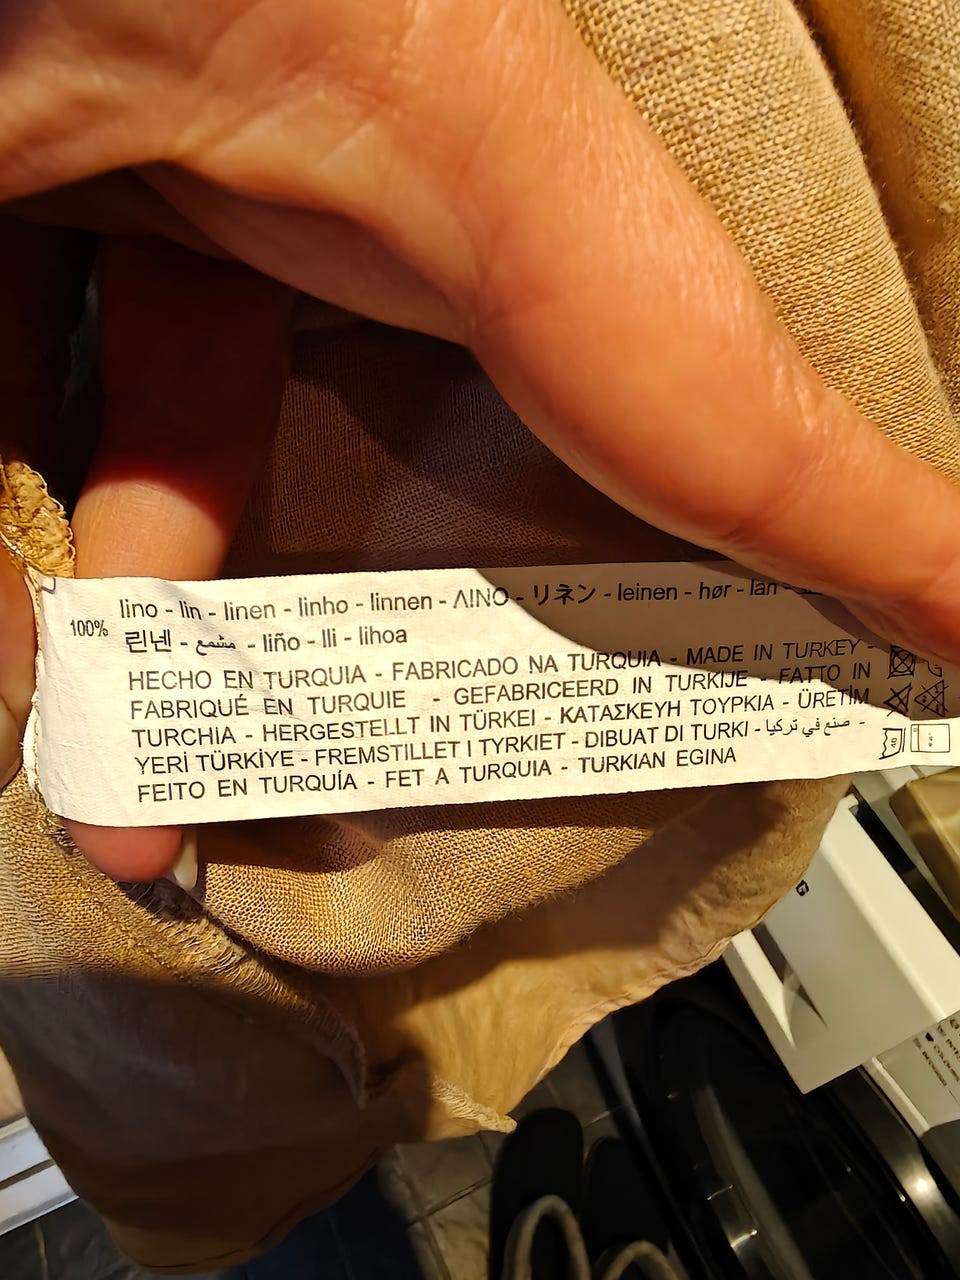 100%
lino - lin - linen - linho - linnen - ΛΙΝΟ - リネン - leinen - hør - lan -
린넨 - مشمع - liño - lli - lihoa
HECHO EN TURQUIA - FABRICADO NA TURQUIA - MADE IN TURKEY -
FABRIQUÉ EN TURQUIE - GEFABRICEERD IN TURKIJE - FATTO IN
TURCHIA - HERGESTELLT IN TÜRKEI - ΚΑΤΑΣΚΕΥΗ ΤΟΥΡΚΙΑ - ÜRETİM
YERİ TÜRKİYE - FREMSTILLET I TYRKIET - DIBUAT DI TURKI - صنع في تركيا -
FEITO EN TURQUÍA - FET A TURQUIA - TURKIAN EGINA